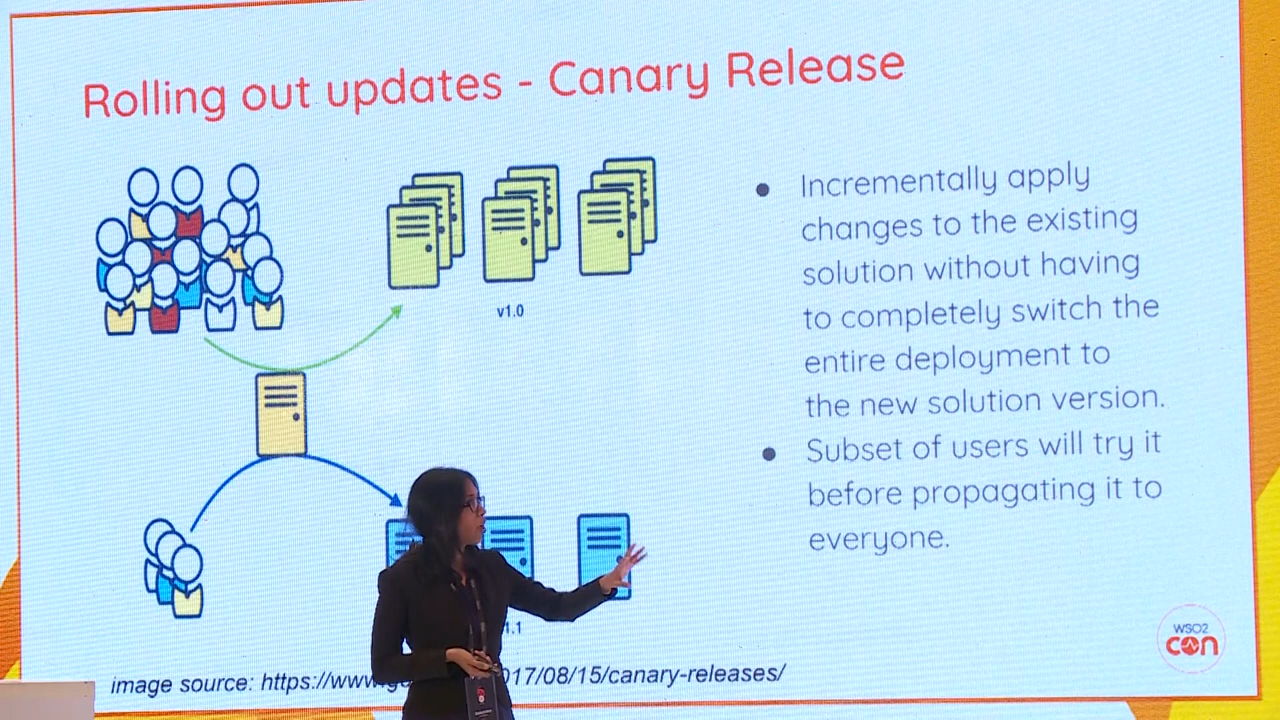 Rolling out updates - Canary Release
v1.0
Incrementally apply
changes to the existing
solution without having
to completely switch the
entire deployment to
the new solution version.
Subset of users will try it
before propagating it to
everyone.
1.1
image source: https://www. 017/08/15/canary-releases/
WSO2
con